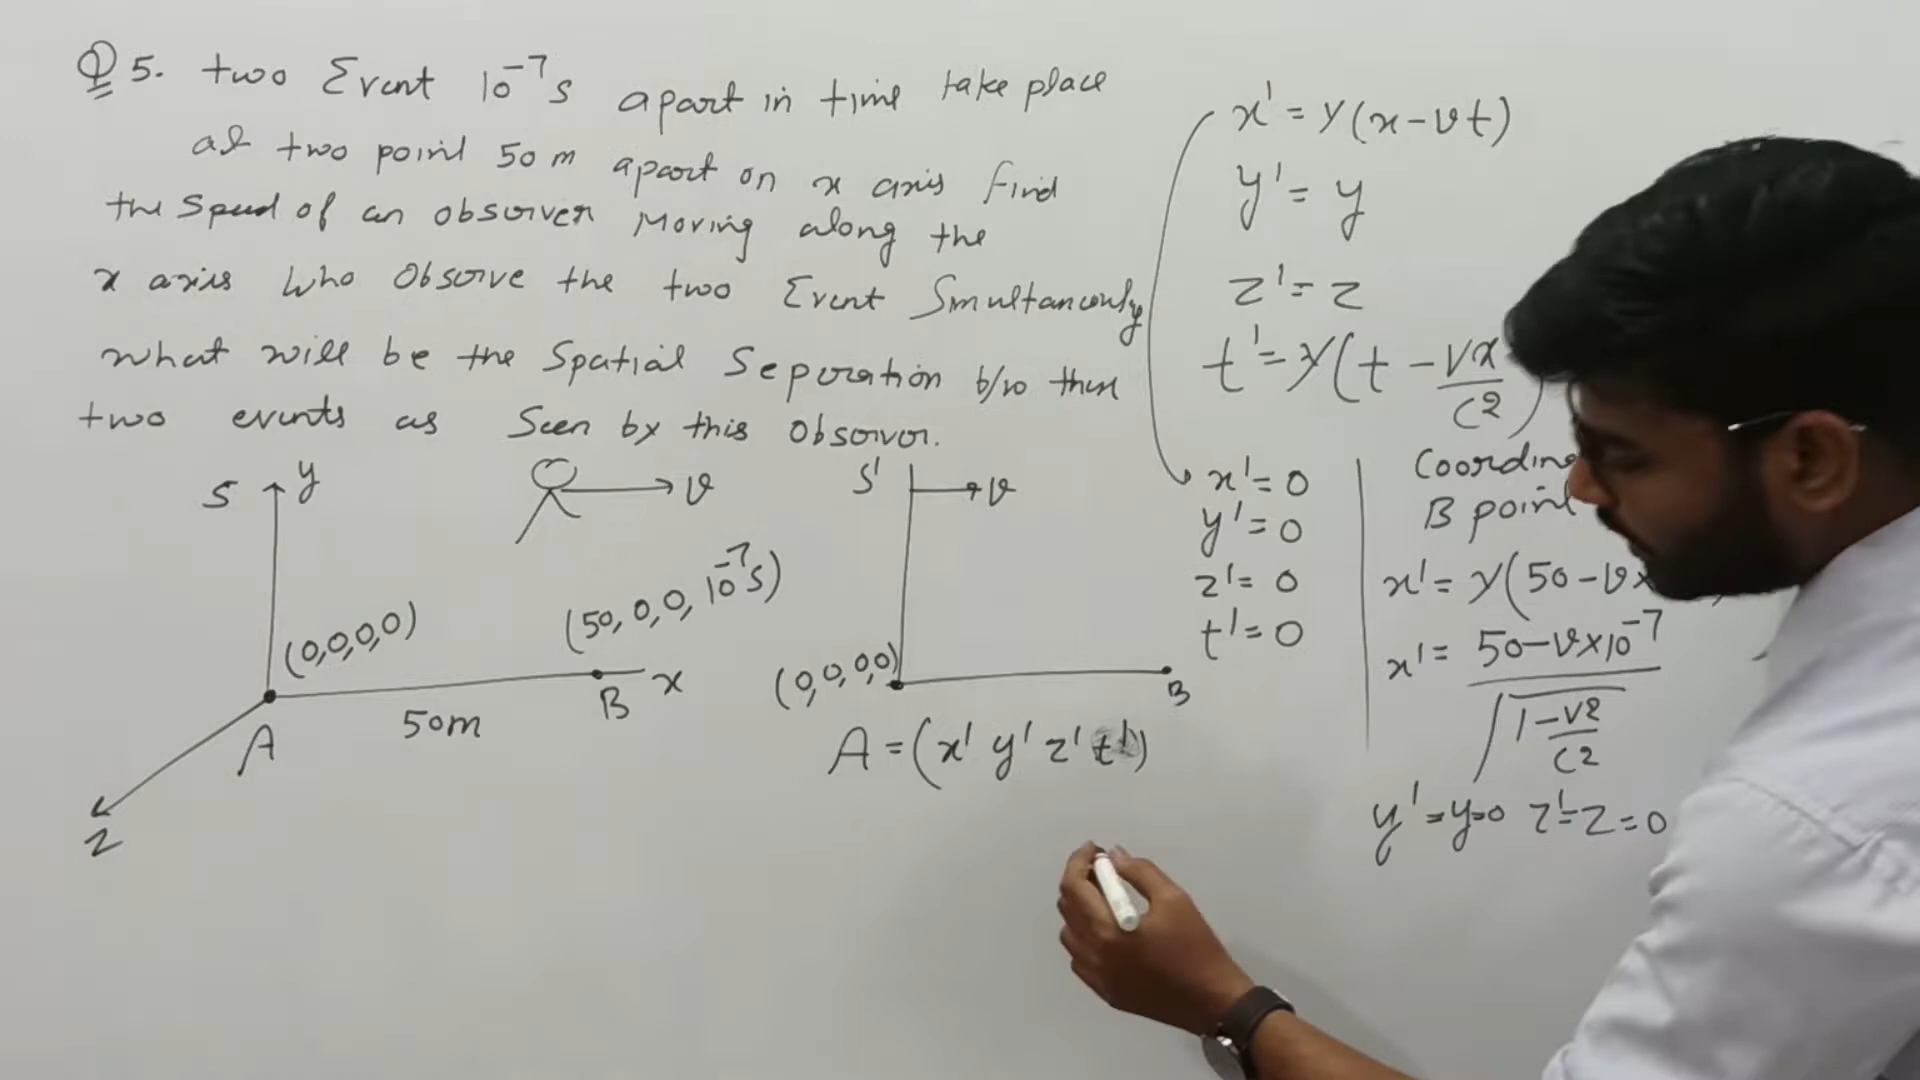 Q5. two Event 10⁻⁷s apart in time take place
at two point 50m apart on x axis find
the Speed of an observer Moving along the
x axis Who Observe the two Event Simultaneouly
What will be the Spatial Seperation b/w these
two events as Seen by this Observer.
S y
v
(0,0,0,0)
(50,0,0,10⁻⁷s)
A
50m
B
x
Z
S'
v
(0,0,0,0)
B
A = (x' y' z' t')
x' = γ(x-vt)
y' = y
z' = z
t' = γ(t - vx/c2)
x' = 0
y' = 0
z' = 0
t' = 0
B point
x' = γ(50-v×
x' = 50-v×10⁻⁷/√1-v2/c2
y' = y=0 z'=z=0